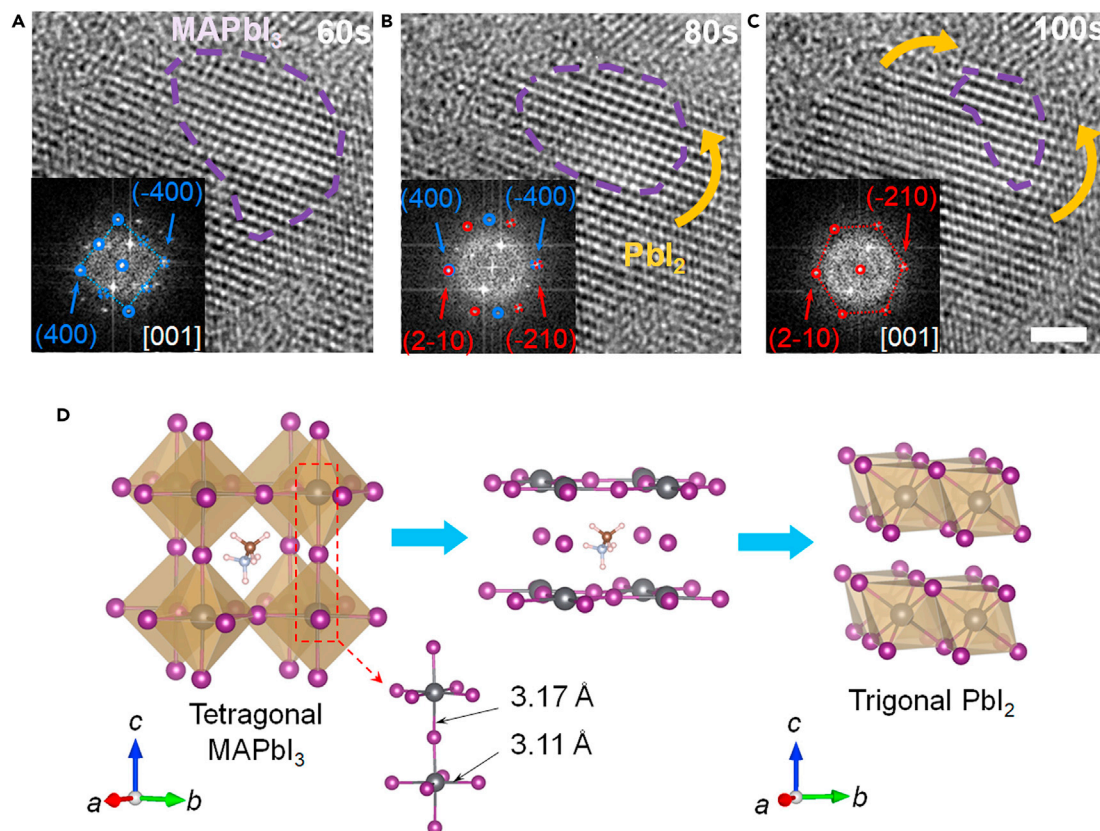 A
MAPbI3
60s
(-400)
(400)
[001]
B
80s
(400)
(-400)
PbI2
(2-10)
(-210)
C
100s
(-210)
(2-10)
[001]
D
Tetragonal
MAPbI3
3.17 Å
3.11 Å
Trigonal PbI2
c
a
b
c
a
b